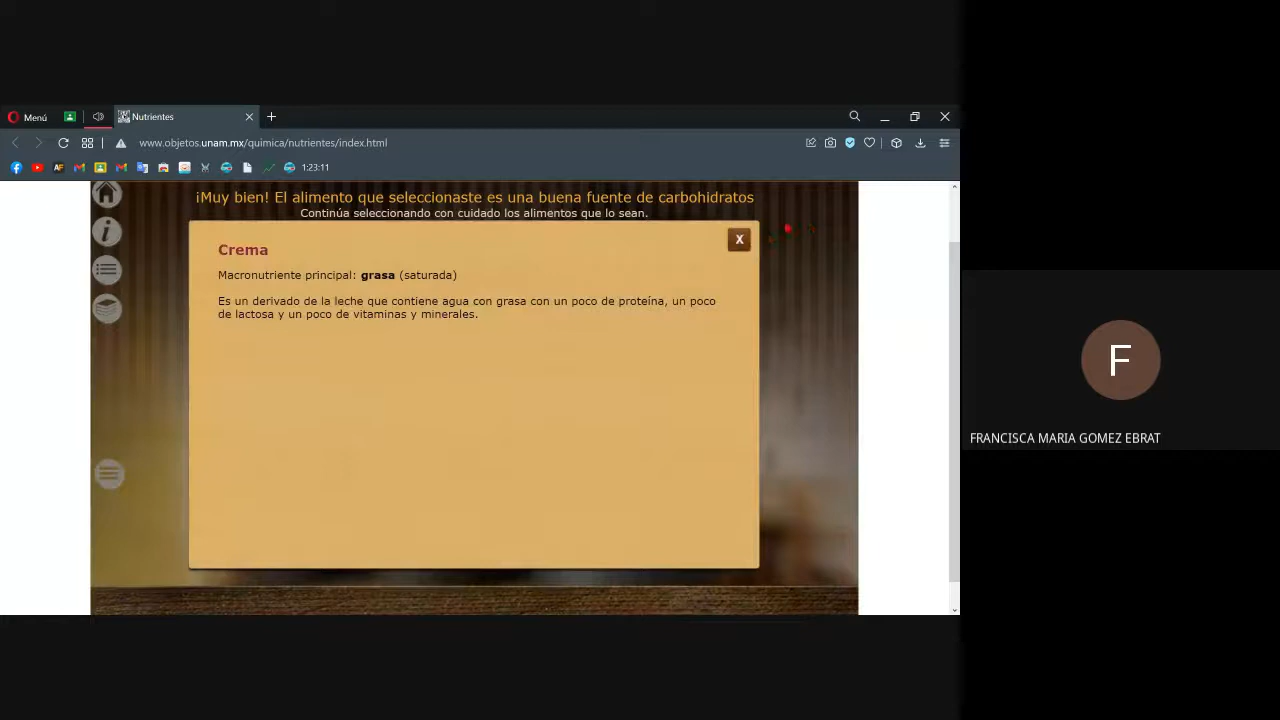 Menú
Nutrientes
www.objetos.unam.mx/quimica/nutrientes/index.html
AF
1:23:11
¡Muy bien! El alimento que seleccionaste es una buena fuente de carbohidratos
Continúa seleccionando con cuidado los alimentos que lo sean.
X
Crema
Macronutriente principal: grasa (saturada)
Es un derivado de la leche que contiene agua con grasa con un poco de proteína, un poco
de lactosa y un poco de vitaminas y minerales.
F
FRANCISCA MARIA GOMEZ EBRAT